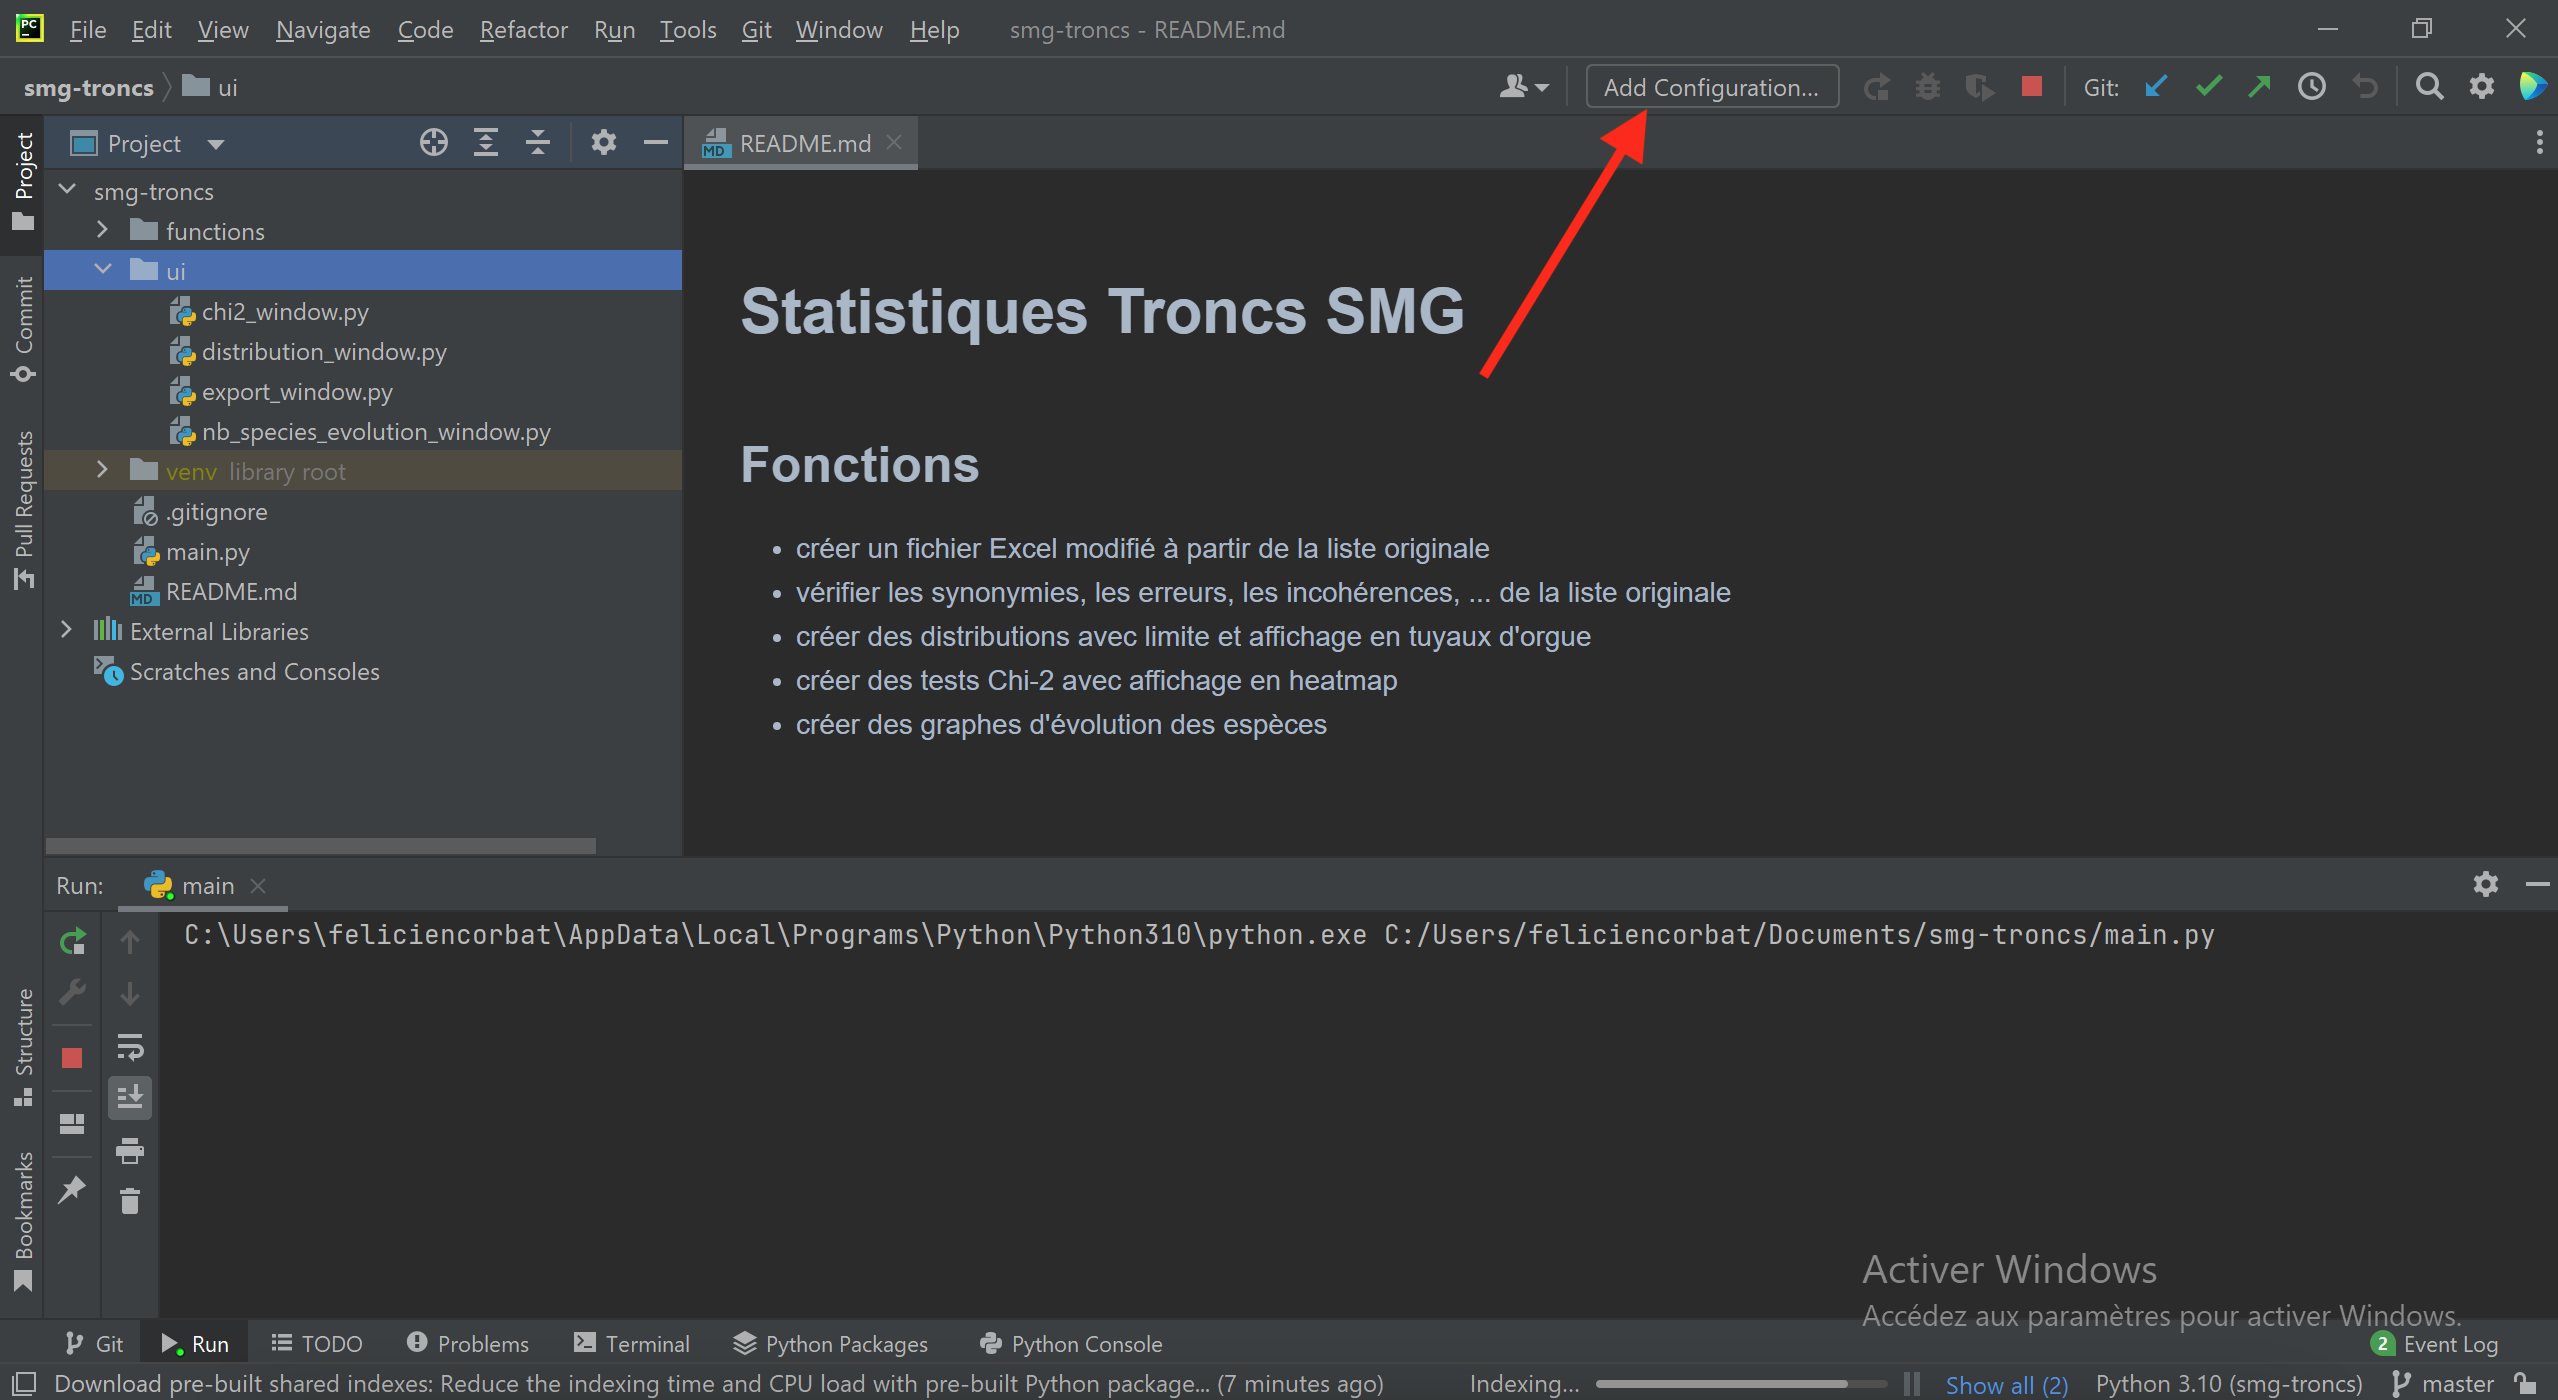 PC
File Edit View Navigate Code Refactor Run Tools Git Window Help smg-troncs - README.md
smg-troncs ui Add Configuration... Git:
Project
Commit
Pull Requests
Structure
Bookmarks
Project
smg-troncs
functions
ui
chi2_window.py
distribution_window.py
export_window.py
nb_species_evolution_window.py
venv library root
.gitignore
main.py
MD README.md
External Libraries
Scratches and Consoles
MD README.md
Statistiques Troncs SMG
Fonctions
• créer un fichier Excel modifié à partir de la liste originale
• vérifier les synonymies, les erreurs, les incohérences, ... de la liste originale
• créer des distributions avec limite et affichage en tuyaux d'orgue
• créer des tests Chi-2 avec affichage en heatmap
• créer des graphes d'évolution des espèces
Run: main
C:\Users\feliciencorbat\AppData\Local\Programs\Python\Python310\python.exe C:/Users/feliciencorbat/Documents/smg-troncs/main.py
Activer Windows
Accédez aux paramètres pour activer Windows.
Git Run TODO Problems Terminal Python Packages Python Console 2 Event Log
Download pre-built shared indexes: Reduce the indexing time and CPU load with pre-built Python package... (7 minutes ago) Indexing... Show all (2) Python 3.10 (smg-troncs) master